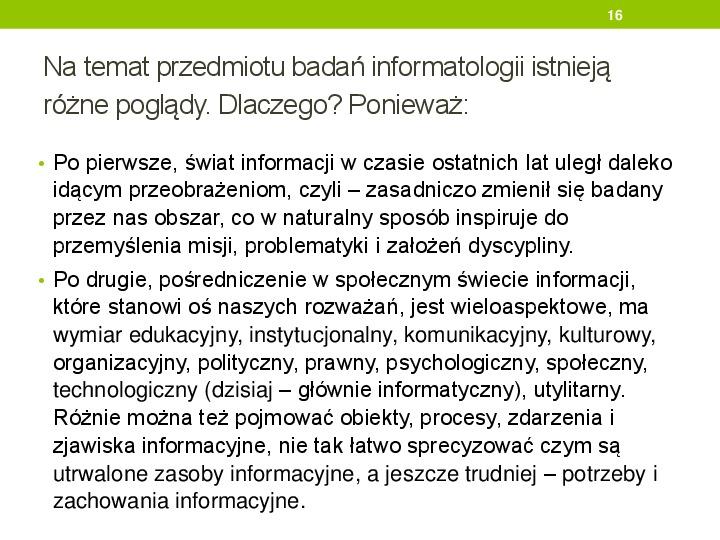 16
Na temat przedmiotu badań informatologii istnieją
różne poglądy. Dlaczego? Ponieważ:
• Po pierwsze, świat informacji w czasie ostatnich lat uległ daleko
idącym przeobrażeniom, czyli – zasadniczo zmienił się badany
przez nas obszar, co w naturalny sposób inspiruje do
przemyślenia misji, problematyki i założeń dyscypliny.
• Po drugie, pośredniczenie w społecznym świecie informacji,
które stanowi oś naszych rozważań, jest wieloaspektowe, ma
wymiar edukacyjny, instytucjonalny, komunikacyjny, kulturowy,
organizacyjny, polityczny, prawny, psychologiczny, społeczny,
technologiczny (dzisiaj – głównie informatyczny), utylitarny.
Różnie można też pojmować obiekty, procesy, zdarzenia i
zjawiska informacyjne, nie tak łatwo sprecyzować czym są
utrwalone zasoby informacyjne, a jeszcze trudniej – potrzeby i
zachowania informacyjne.